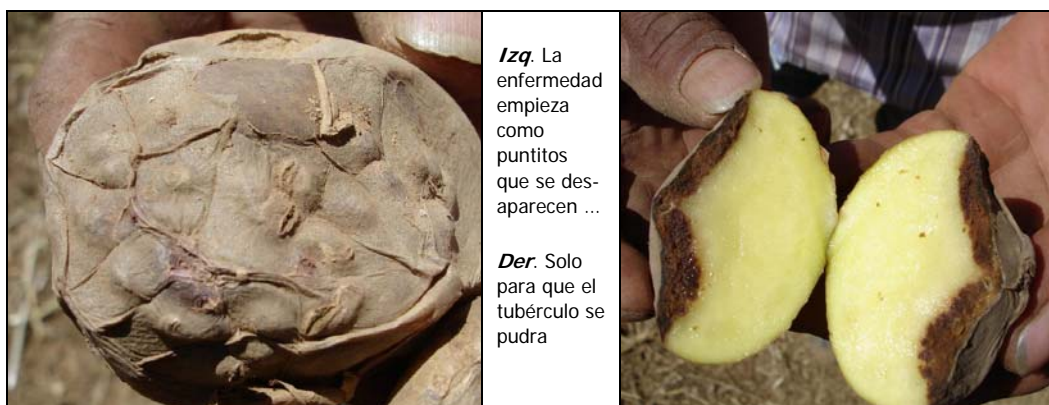 Izq. La
enfermedad
empieza
como
puntitos
que se des-
aparecen ...
Der. Solo
para que el
tubérculo se
pudra